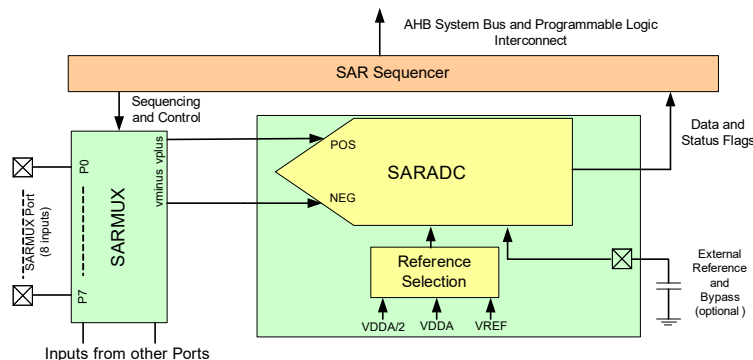 AHB System Bus and Programmable Logic
Interconnect
SAR Sequencer
Sequencing
and Control
vminus vplus
POS
NEG
SARADC
Data and
Status Flags
P0
SARMUX Port
(8 inputs)
SARMUX
P7
Reference
Selection
External
Reference
and
Bypass
(optional )
VDDA/2
VDDA
VREF
Inputs from other Ports